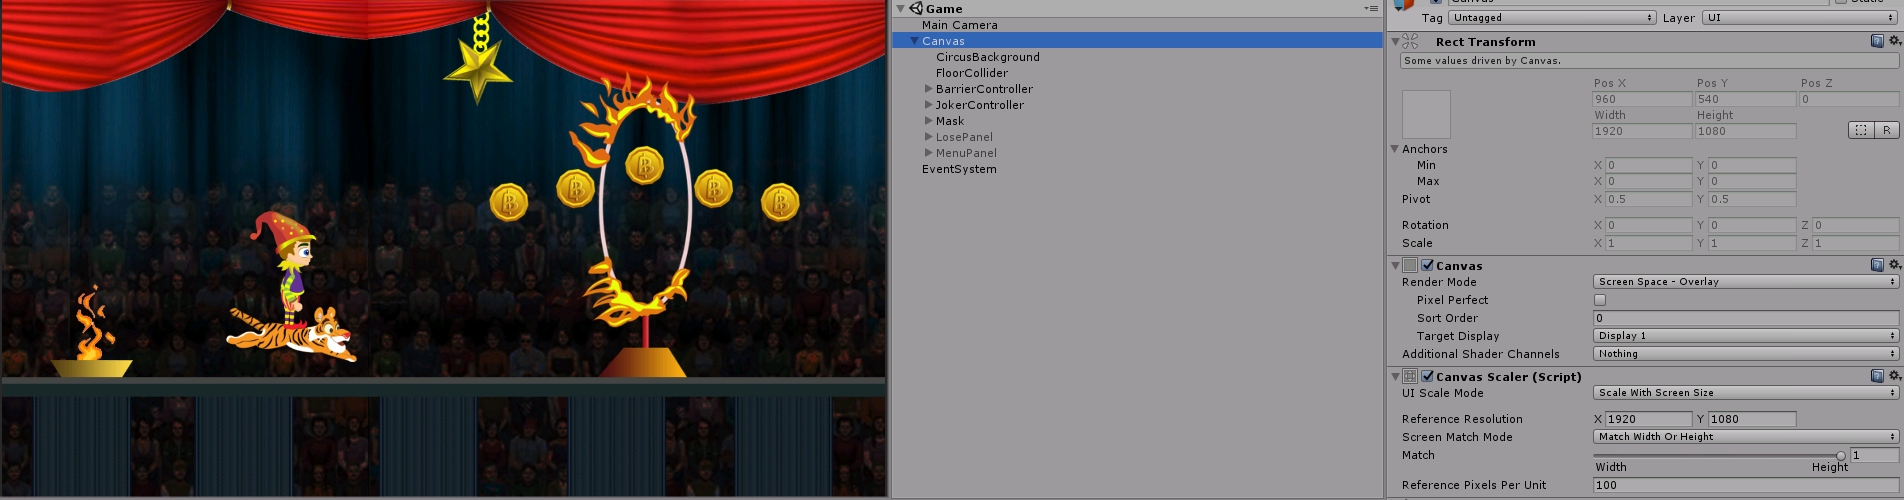 Game
Main Camera
Canvas
CircusBackground
FloorCollider
BarrierController
JokerController
Mask
LosePanel
MenuPanel
EventSystem
Tag Untagged Layer UI
Rect Transform
Some values driven by Canvas.
Pos X Pos Y Pos Z
960 540 0
Width Height
1920 1080 R
Anchors
Min X 0 Y 0
Max X 0 Y 0
Pivot X 0.5 Y 0.5
Rotation X 0 Y 0 Z 0
Scale X 1 Y 1 Z 1
Canvas
Render Mode Screen Space - Overlay
Pixel Perfect
Sort Order 0
Target Display Display 1
Additional Shader Channels Nothing
Canvas Scaler (Script)
UI Scale Mode Scale With Screen Size
Reference Resolution X 1920 Y 1080
Screen Match Mode Match Width Or Height
Match 1
Width Height
Reference Pixels Per Unit 100